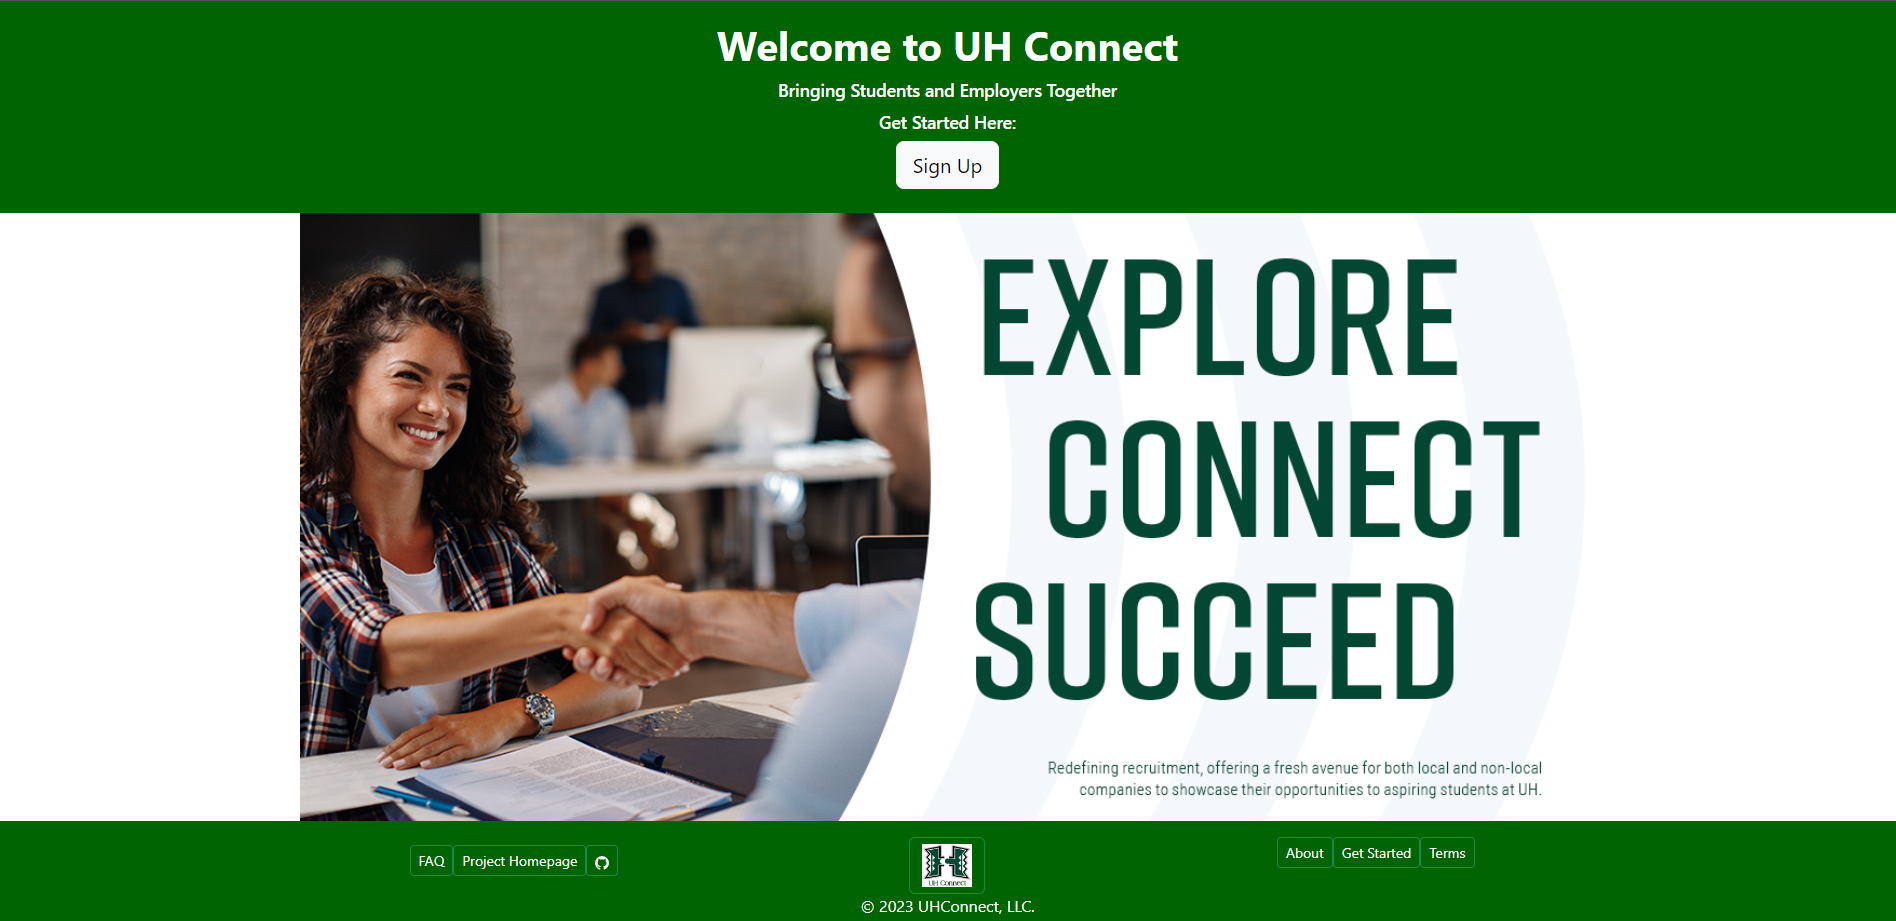 Welcome to UH Connect
Bringing Students and Employers Together
Get Started Here:
Sign Up
EXPLORE
CONNECT
SUCCEED
Redefining recruitment, offering a fresh avenue for both local and non-local
companies to showcase their opportunities to aspiring students at UH.
FAQ
Project Homepage
UH Connect
About
Get Started
Terms
© 2023 UHConnect, LLC.